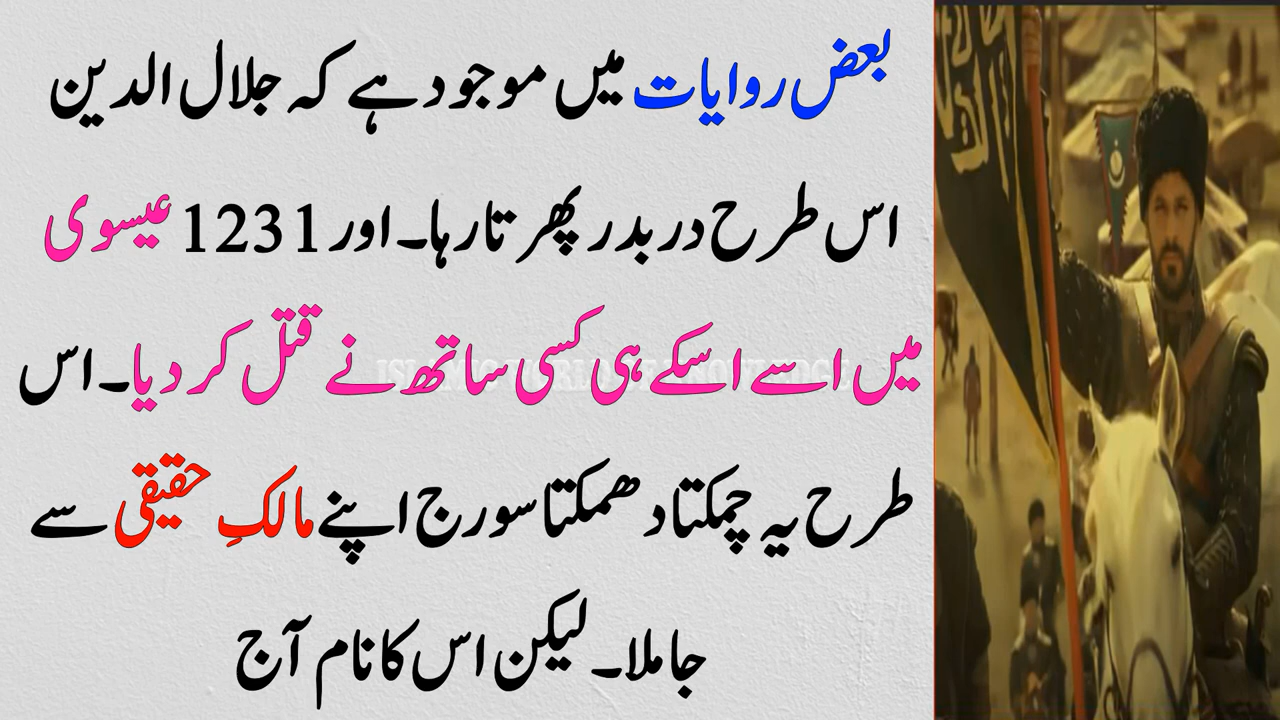 بعض روایات میں موجود ہے کہ جلال الدین
اس طرح دربدر پھر تارہا۔ اور 1231 عیسوی
میں اسے اسکے ہی کسی ساتھ نے قتل کر دیا۔ اس
طرح یہ چمکتا دھمکتا سورج اپنے مالکِ حقیقی سے
جا ملا۔ لیکن اس کا نام آج